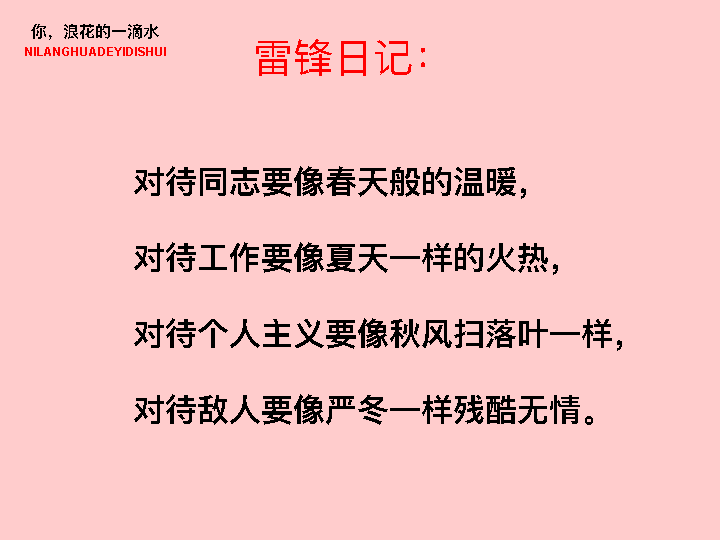 你，浪花的一滴水
NILANGHUADEYIDISHUI
雷锋日记：
对待同志要像春天般的温暖，
对待工作要像夏天一样的火热，
对待个人主义要像秋风扫落叶一样，
对待敌人要像严冬一样残酷无情。